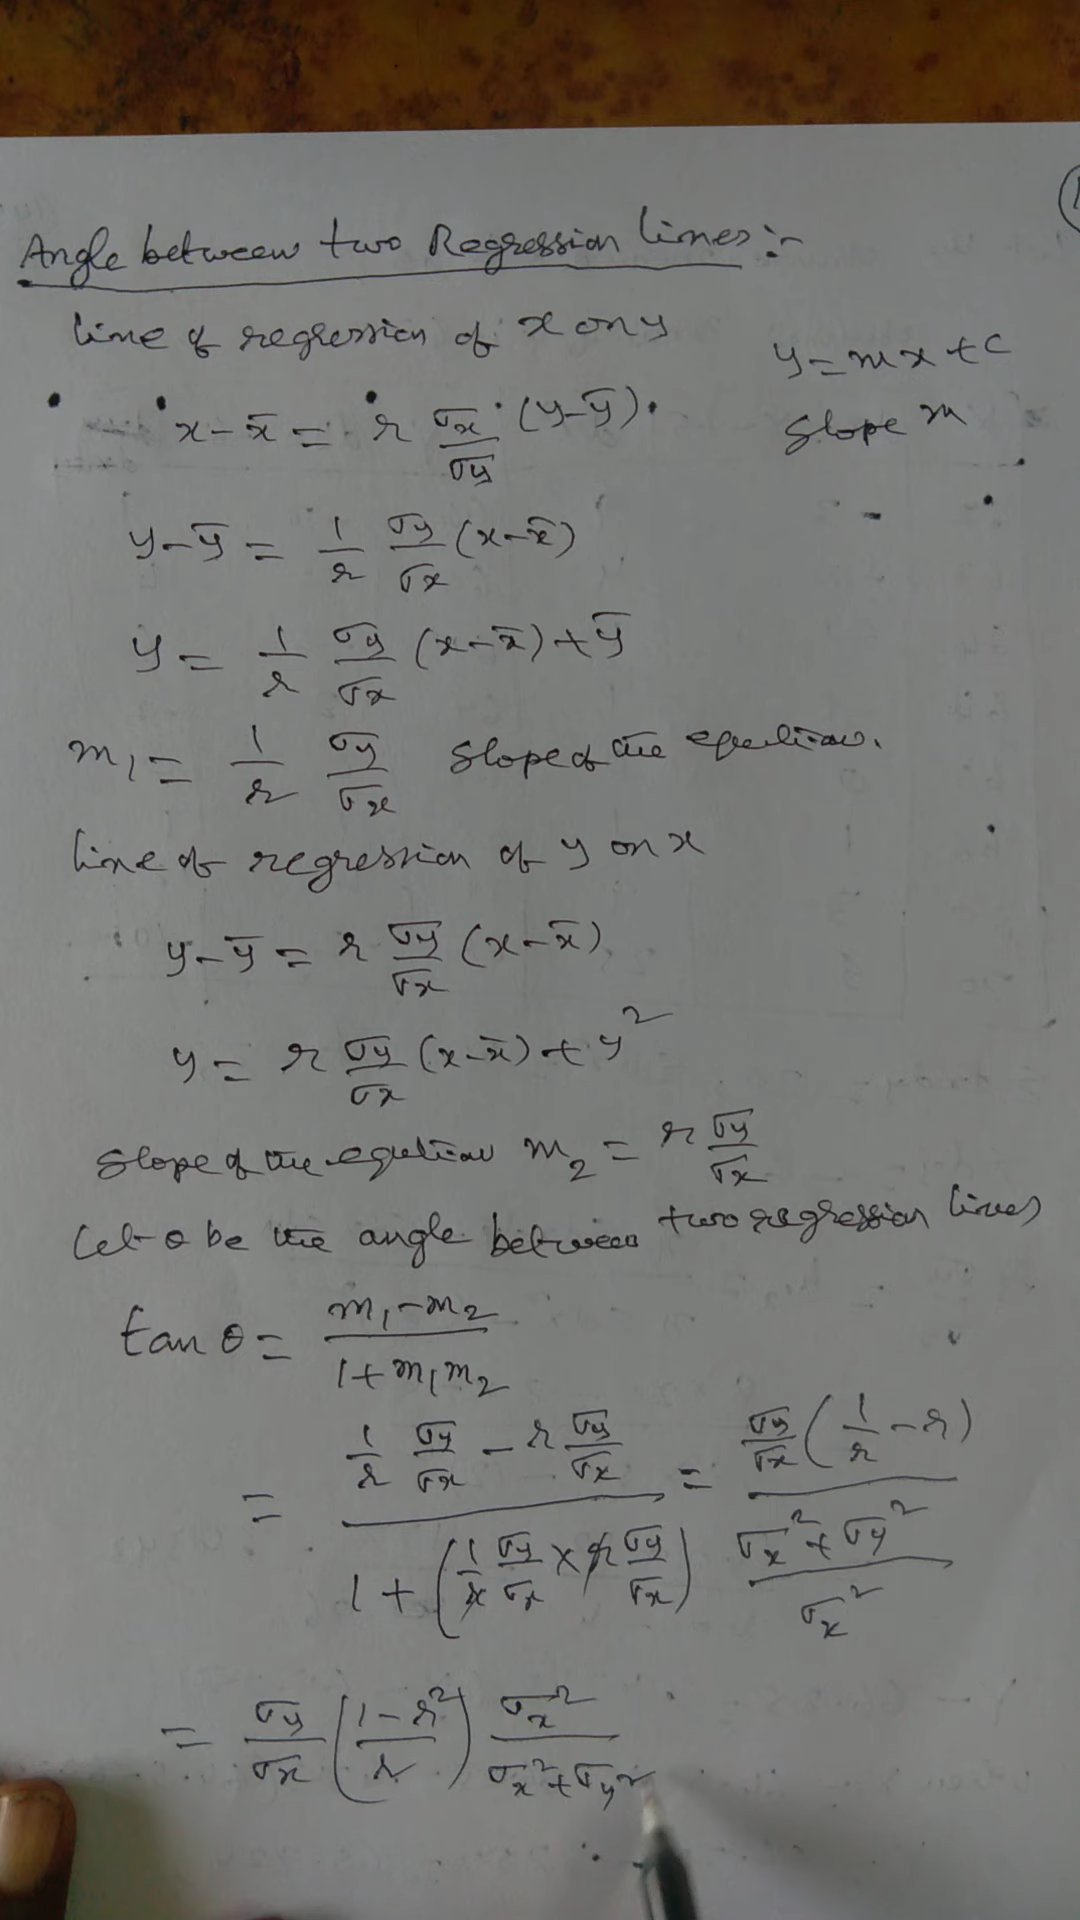 Angle between two Regression lines :-
line of regression of x on y
y = mx + c
x - x̄ = r σx/σy (y - ȳ)
slope m
y - ȳ = 1/r σy/σx (x - x̄)
y = 1/r σy/σx (x - x̄) + ȳ
m₁ = 1/r σy/σx slope of the equation.
line of regression of y on x
y - ȳ = r σy/σx (x - x̄)
y = r σy/σx (x - x̄) + y²
slope of the equation m₂ = r σy/σx
Let θ be the angle between two regression lines
tan θ = (m₁ - m₂)/(1 + m₁m₂)
= (1/r σy/σx - r σy/σx)/(1 + (1/r σy/σx × r σy/σx)) = (σy/σx (1/r - r))/((σx² + σy²)/σx²)
= σy/σx ((1 - r²)/r) σx²/(σx² + σy²)